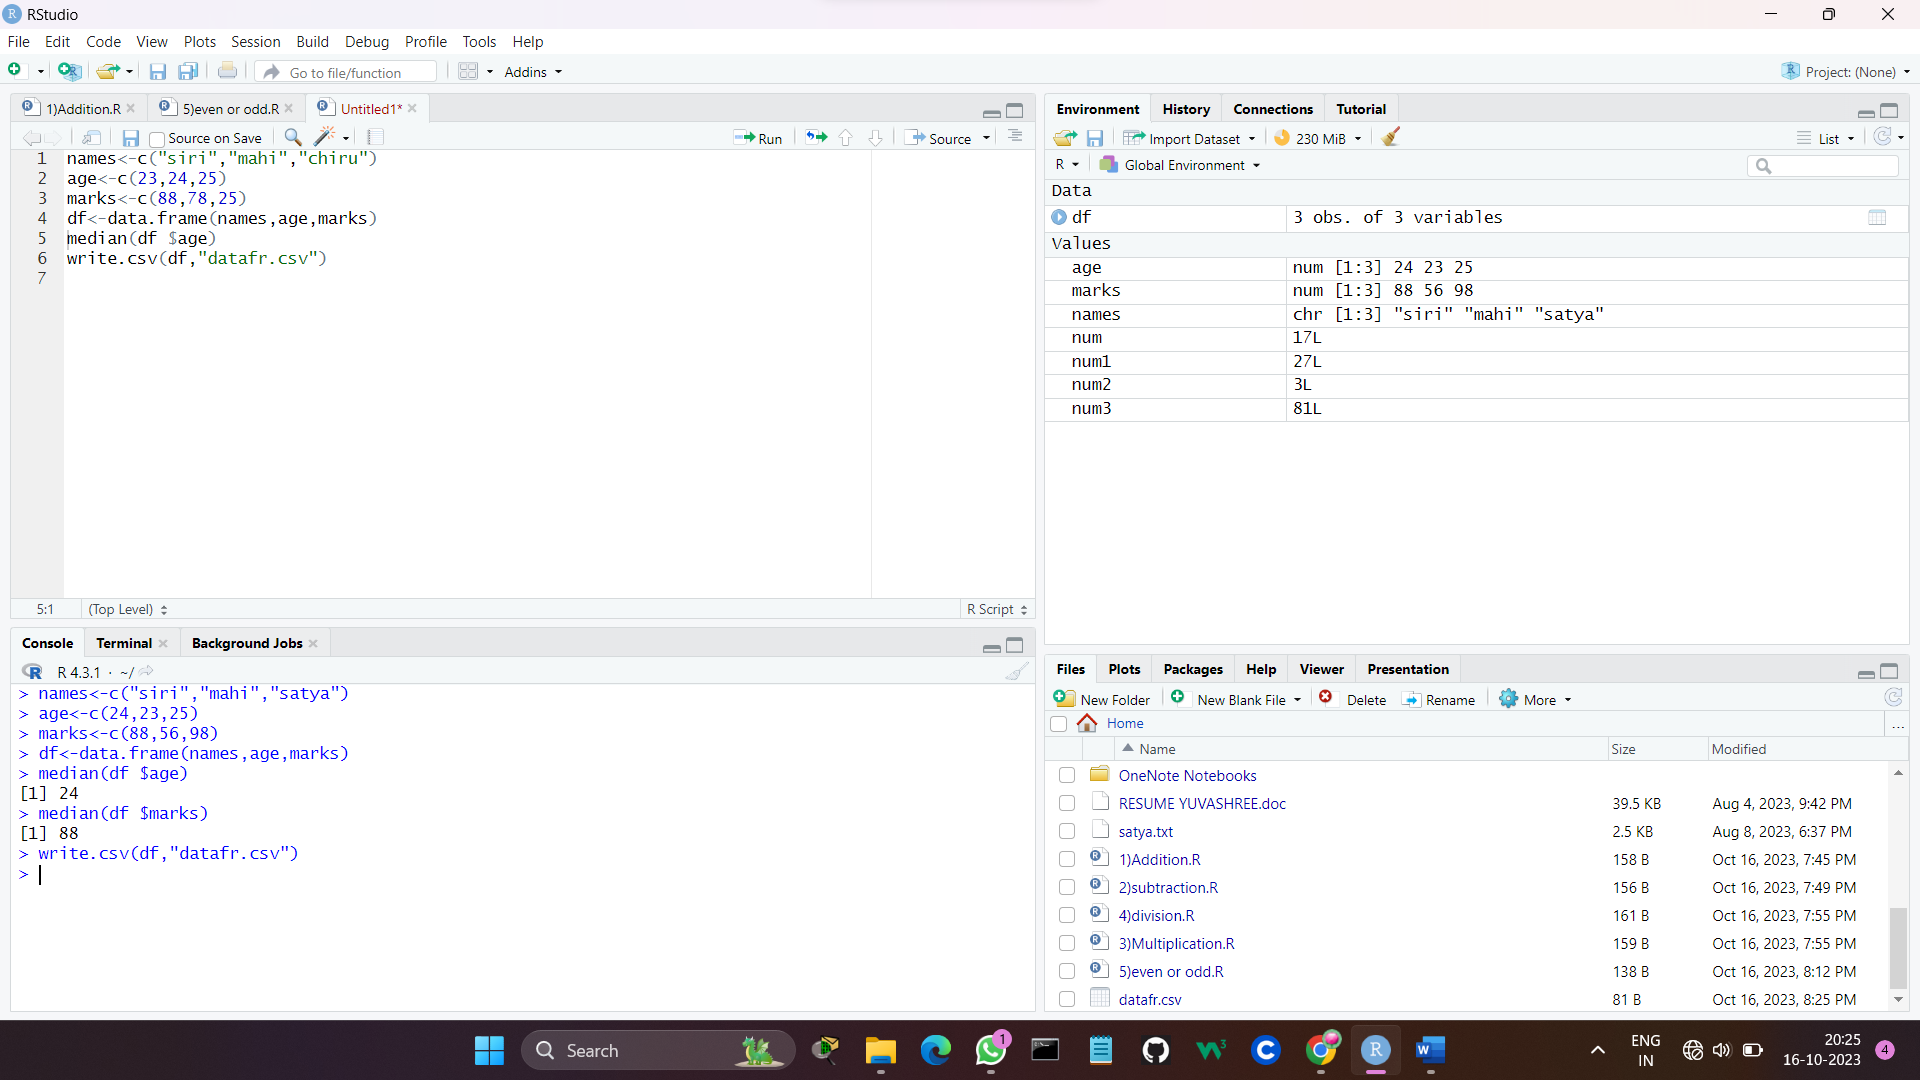 RStudio
File Edit Code View Plots Session Build Debug Profile Tools Help
Go to file/function Addins Project: (None)
1)Addition.R 5)even or odd.R Untitled1*
Source on Save Run Source
1 names<-c("siri","mahi","chiru")
2 age<-c(23,24,25)
3 marks<-c(88,78,25)
4 df<-data.frame(names,age,marks)
5 median(df $age)
6 write.csv(df,"datafr.csv")
7
5:1 (Top Level) R Script
Console Terminal Background Jobs
R 4.3.1 · ~/
> names<-c("siri","mahi","satya")
> age<-c(24,23,25)
> marks<-c(88,56,98)
> df<-data.frame(names,age,marks)
> median(df $age)
[1] 24
> median(df $marks)
[1] 88
> write.csv(df,"datafr.csv")
>
Environment History Connections Tutorial
Import Dataset 230 MiB List
R Global Environment
Data
df 3 obs. of 3 variables
Values
age num [1:3] 24 23 25
marks num [1:3] 88 56 98
names chr [1:3] "siri" "mahi" "satya"
num 17L
num1 27L
num2 3L
num3 81L
Files Plots Packages Help Viewer Presentation
New Folder New Blank File Delete Rename More
Home ...
Name Size Modified
OneNote Notebooks
RESUME YUVASHREE.doc 39.5 KB Aug 4, 2023, 9:42 PM
satya.txt 2.5 KB Aug 8, 2023, 6:37 PM
1)Addition.R 158 B Oct 16, 2023, 7:45 PM
2)subtraction.R 156 B Oct 16, 2023, 7:49 PM
4)division.R 161 B Oct 16, 2023, 7:55 PM
3)Multiplication.R 159 B Oct 16, 2023, 7:55 PM
5)even or odd.R 138 B Oct 16, 2023, 8:12 PM
datafr.csv 81 B Oct 16, 2023, 8:25 PM
Search 1 ENG 20:25
IN 16-10-2023 4